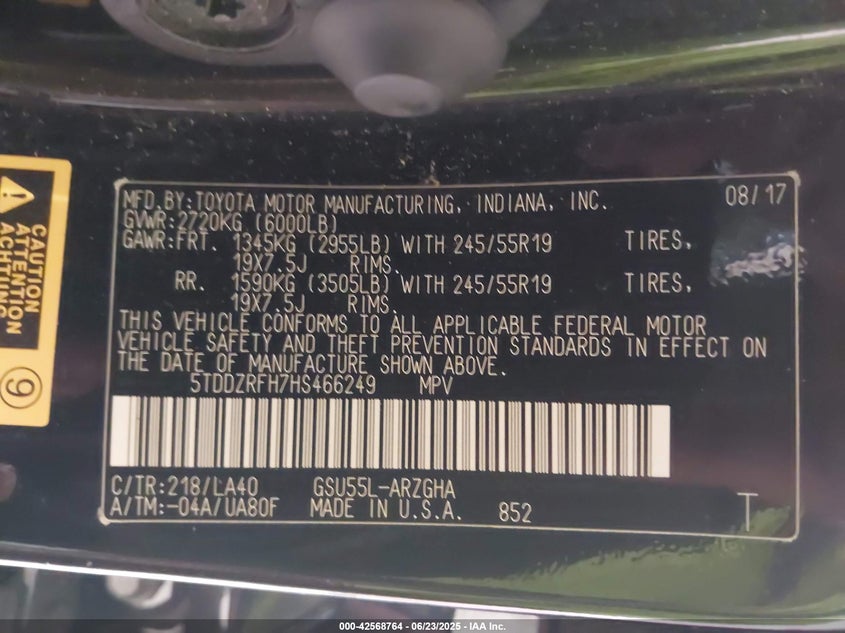 MFD. BY: TOYOTA MOTOR MANUFACTURING, INDIANA, INC. 08/17
GVWR: 2720KG (6000LB)
GAWR: FRT. 1345KG (2955LB) WITH 245/55R19 TIRES,
19X7.5J RIMS.
RR. 1590KG (3505LB) WITH 245/55R19 TIRES,
19X7.5J RIMS.
THIS VEHICLE CONFORMS TO ALL APPLICABLE FEDERAL MOTOR
VEHICLE SAFETY AND THEFT PREVENTION STANDARDS IN EFFECT ON
THE DATE OF MANUFACTURE SHOWN ABOVE.
5TDDZRFH7HS466249 MPV
C/TR: 218/LA40 GSU55L-ARZGHA
A/TM: -04A/UA80F MADE IN U.S.A. 852 T
CAUTION
ATTENTION
ACHTUNG
9
000-42568764 - 06/23/2025 - IAA Inc.